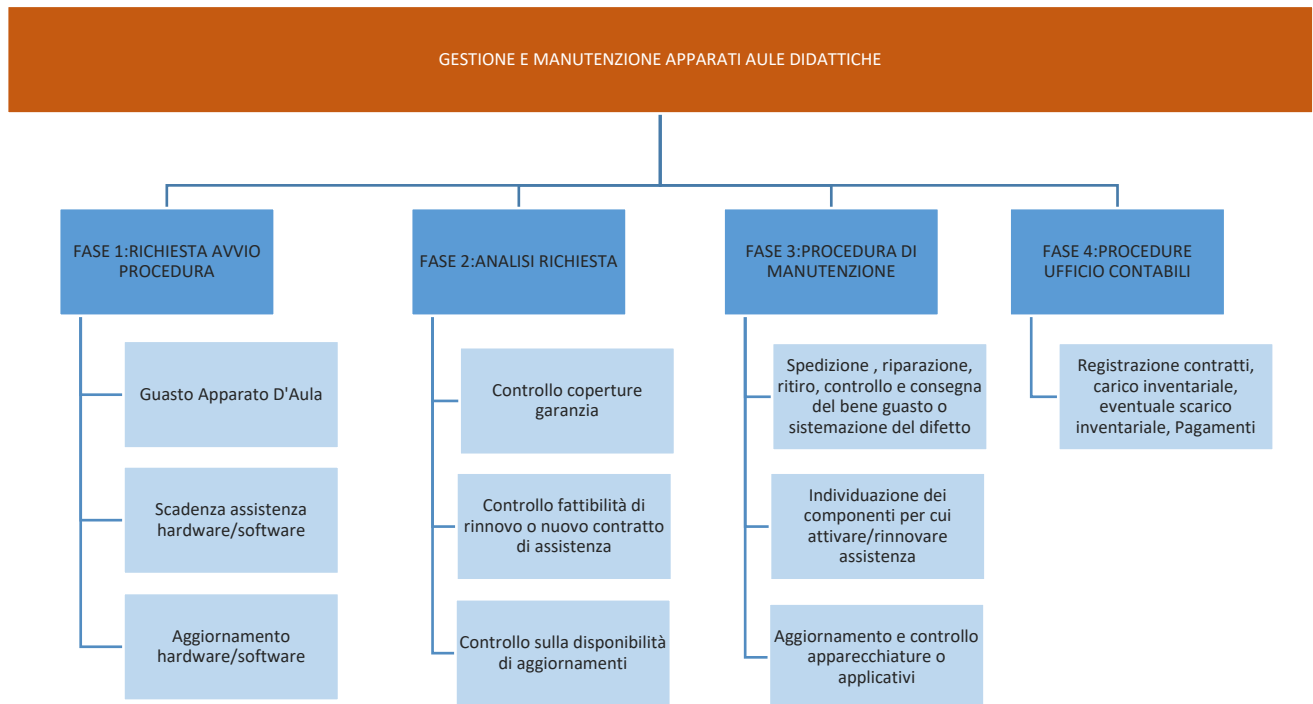 GESTIONE E MANUTENZIONE APPARATI AULE DIDATTICHE
FASE 1:RICHIESTA AVVIO
PROCEDURA
Guasto Apparato D'Aula
Scadenza assistenza
hardware/software
Aggiornamento
hardware/software
FASE 2:ANALISI RICHIESTA
Controllo coperture
garanzia
Controllo fattibilità di
rinnovo o nuovo contratto
di assistenza
Controllo sulla disponibilità
di aggiornamenti
FASE 3:PROCEDURA DI
MANUTENZIONE
Spedizione , riparazione,
ritiro, controllo e consegna
del bene guasto o
sistemazione del difetto
Individuazione dei
componenti per cui
attivare/rinnovare
assistenza
Aggiornamento e controllo
apparecchiature o
applicativi
FASE 4:PROCEDURE
UFFICIO CONTABILI
Registrazione contratti,
carico inventariale,
eventuale scarico
inventariale, Pagamenti